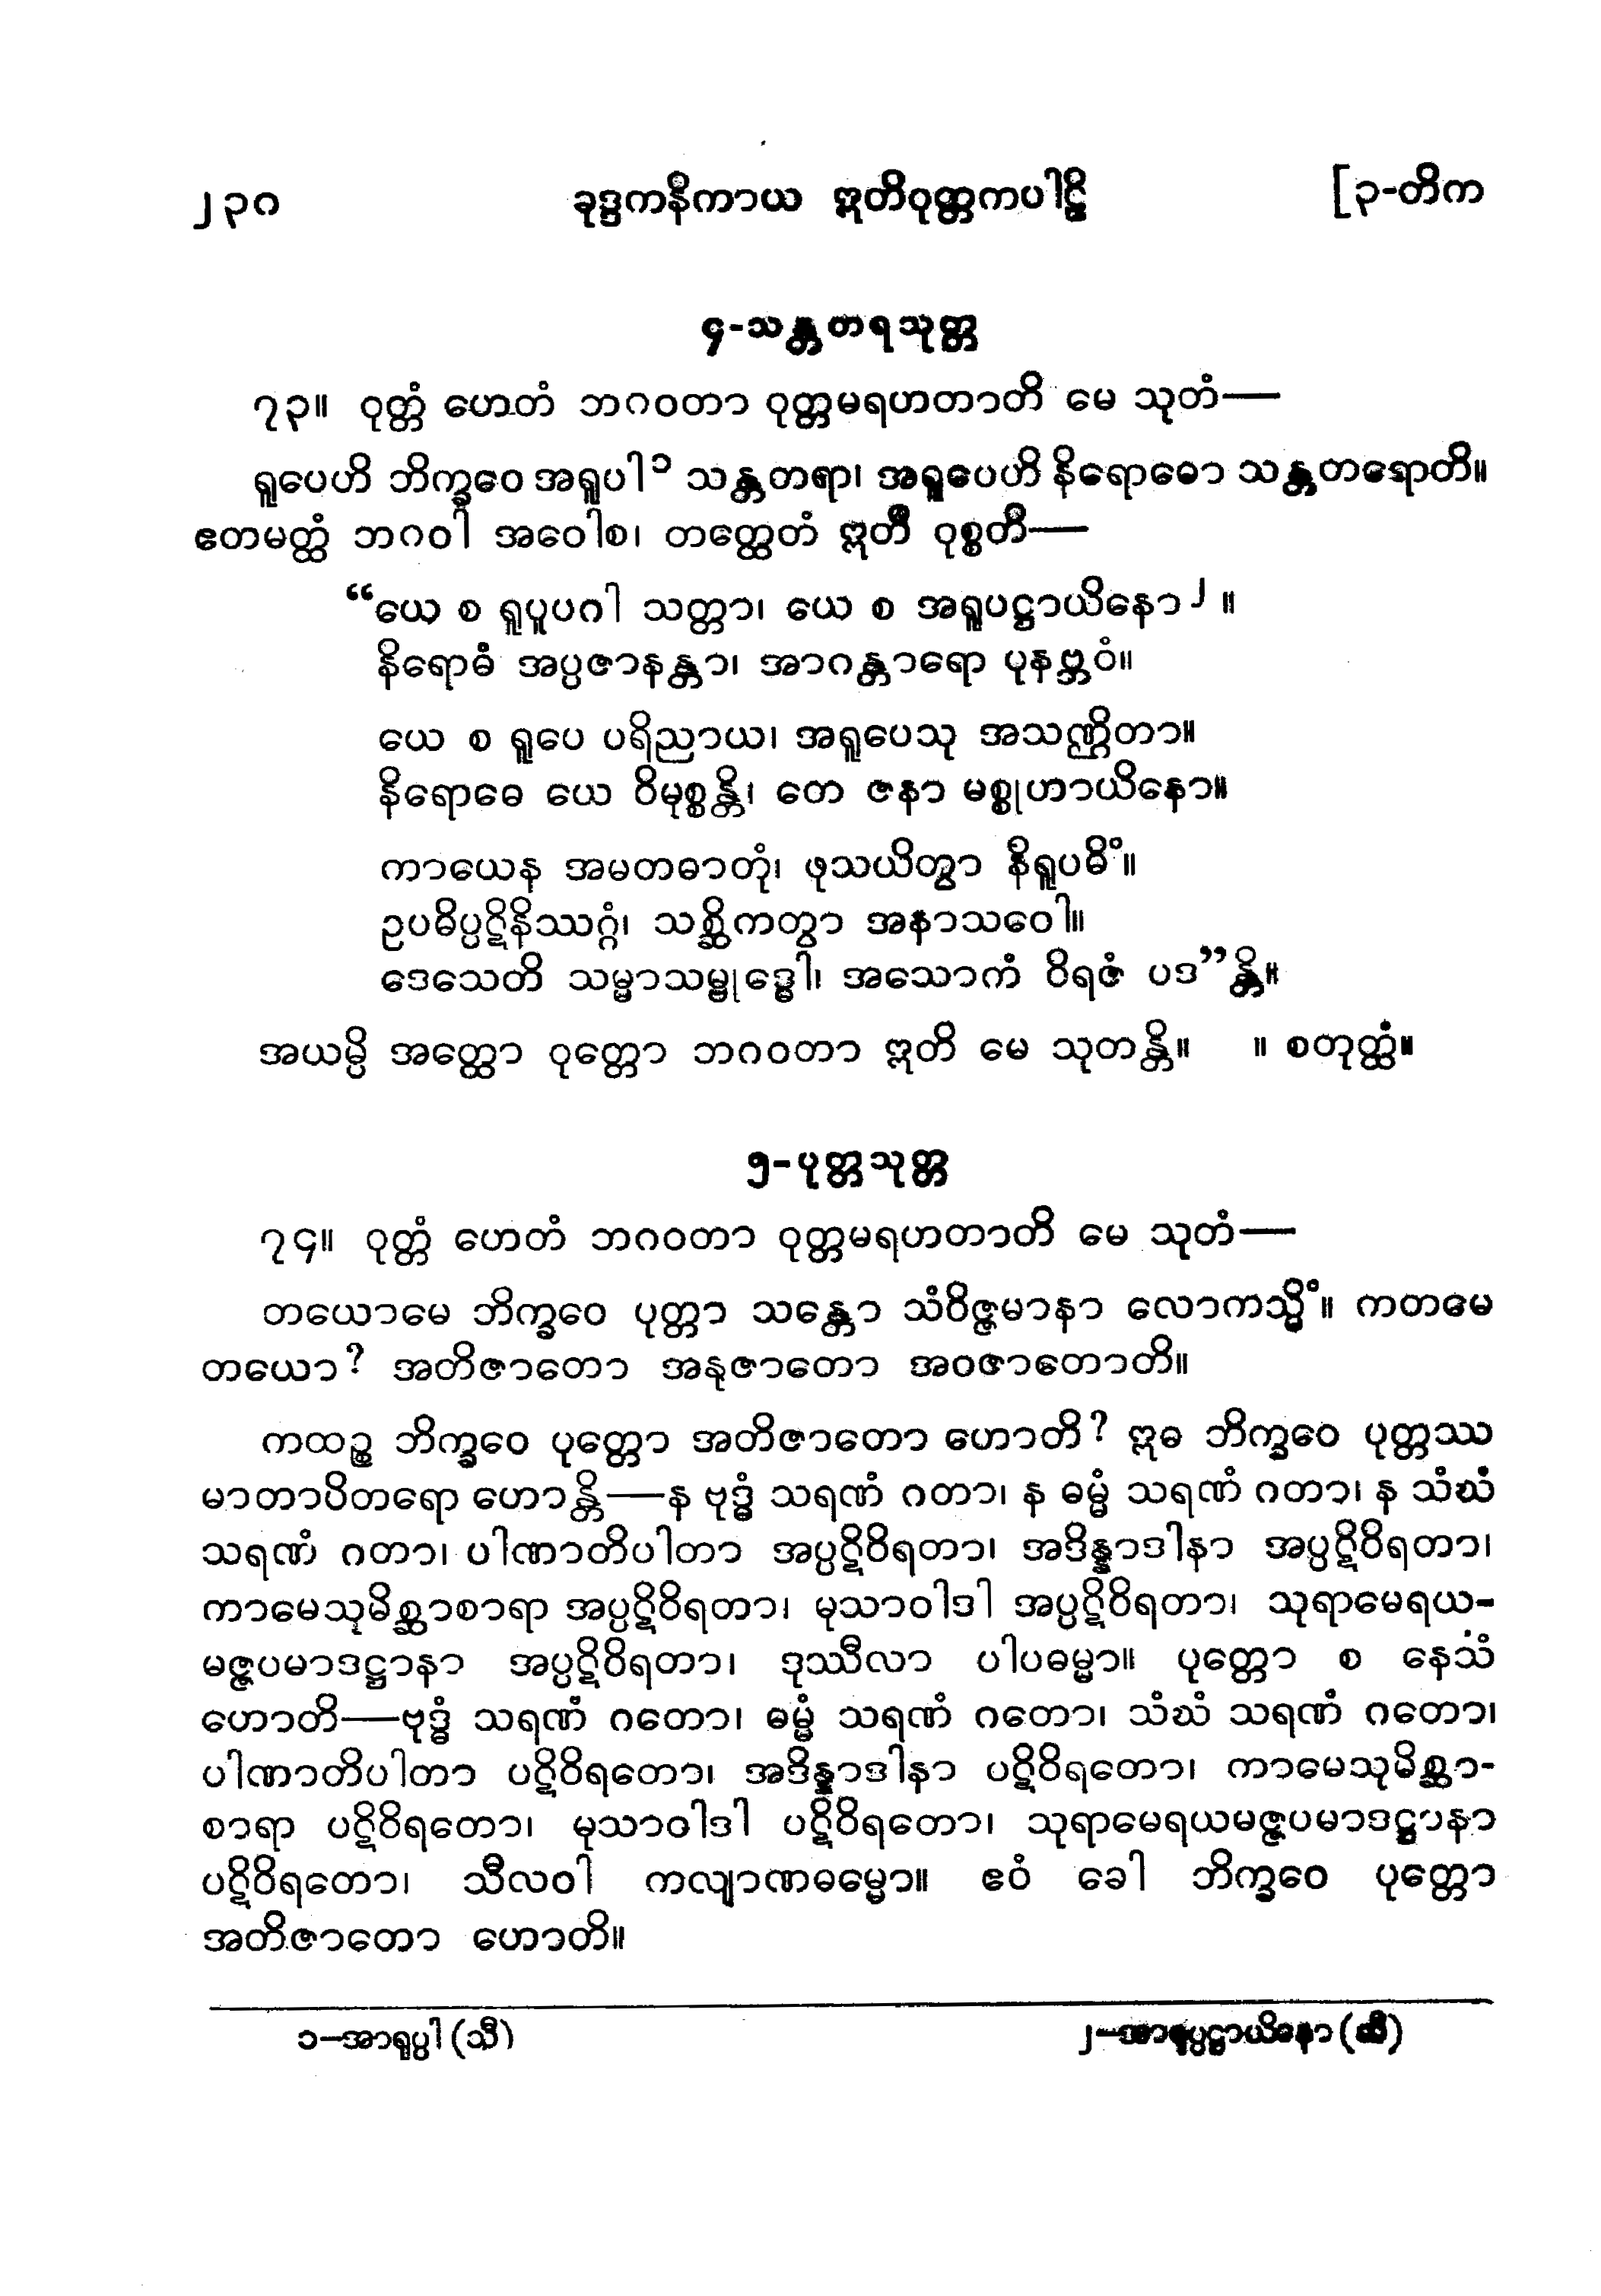 ၂၃၀ ခုဒ္ဒကနိကာယ ဣတိဝုတ္တကပါဠိ [၃-တိက
၄-သန္တတရသုတ္တ
၇၃။ ဝုတ္တံ ဟေတံ ဘဂဝတာ ဝုတ္တမရဟတာတိ မေ သုတံ—
ရူပေဟိ ဘိက္ခဝေ အရူပါ၁ သန္တတရာ၊ အရူပေဟိ နိရောဓော သန္တတရောတိ။
ဧတမတ္ထံ ဘဂဝါ အဝေါစ၊ တတ္ထေတံ ဣတိ ဝုစ္စတိ—
“ယေ စ ရူပူပဂါ သတ္တာ၊ ယေ စ အရူပဋ္ဌာယိနော၂ ။
နိရောဓံ အပ္ပဇာနန္တာ၊ အာဂန္တာရော ပုနဗ္ဘဝံ။
ယေ စ ရူပေ ပရိညာယ၊ အရူပေသု အသဏ္ဌိတာ။
နိရောဓေ ယေ ဝိမုစ္စန္တိ၊ တေ ဇနာ မစ္စုဟာယိနော။
ကာယေန အမတဓာတုံ၊ ဖုသယိတွာ နိရူပဓိံ။
ဥပဓိပ္ပဋိနိဿဂ္ဂံ၊ သစ္ဆိကတွာ အနာသဝေါ။
ဒေသေတိ သမ္မာသမ္ဗုဒ္ဓေါ၊ အသောကံ ဝိရဇံ ပဒ”န္တိ။
အယမ္ပိ အတ္ထော ဝုတ္တော ဘဂဝတာ ဣတိ မေ သုတန္တိ။ ။ စတုတ္ထံ။
၅-ပုတ္တသုတ္တ
၇၄။ ဝုတ္တံ ဟေတံ ဘဂဝတာ ဝုတ္တမရဟတာတိ မေ သုတံ—
တယောမေ ဘိက္ခဝေ ပုတ္တာ သန္တော သံဝိဇ္ဇမာနာ လောကသ္မိံ။ ကတမေ
တယော? အတိဇာတော အနုဇာတော အဝဇာတောတိ။
ကထဉ္စ ဘိက္ခဝေ ပုတ္တော အတိဇာတော ဟောတိ? ဣဓ ဘိက္ခဝေ ပုတ္တဿ
မာတာပိတရော ဟောန္တိ—န ဗုဒ္ဓံ သရဏံ ဂတာ၊ န ဓမ္မံ သရဏံ ဂတာ၊ န သံဃံ
သရဏံ ဂတာ၊ ပါဏာတိပါတာ အပ္ပဋိဝိရတာ၊ အဒိန္နာဒါနာ အပ္ပဋိဝိရတာ၊
ကာမေသုမိစ္ဆာစာရာ အပ္ပဋိဝိရတာ၊ မုသာဝါဒါ အပ္ပဋိဝိရတာ၊ သုရာမေရယ-
မဇ္ဇပမာဒဋ္ဌာနာ အပ္ပဋိဝိရတာ၊ ဒုဿီလာ ပါပဓမ္မာ။ ပုတ္တော စ နေသံ
ဟောတိ—ဗုဒ္ဓံ သရဏံ ဂတော၊ ဓမ္မံ သရဏံ ဂတော၊ သံဃံ သရဏံ ဂတော၊
ပါဏာတိပါတာ ပဋိဝိရတော၊ အဒိန္နာဒါနာ ပဋိဝိရတော၊ ကာမေသုမိစ္ဆာ-
စာရာ ပဋိဝိရတော၊ မုသာဝါဒါ ပဋိဝိရတော၊ သုရာမေရယမဇ္ဇပမာဒဋ္ဌာနာ
ပဋိဝိရတော၊ သီလဝါ ကလျာဏဓမ္မော။ ဧဝံ ခေါ ဘိက္ခဝေ ပုတ္တော
အတိဇာတော ဟောတိ။
၁—အာရုပ္ပါ (သီ) ၂—အာရုပ္ပဋ္ဌာယိနော (သီ)